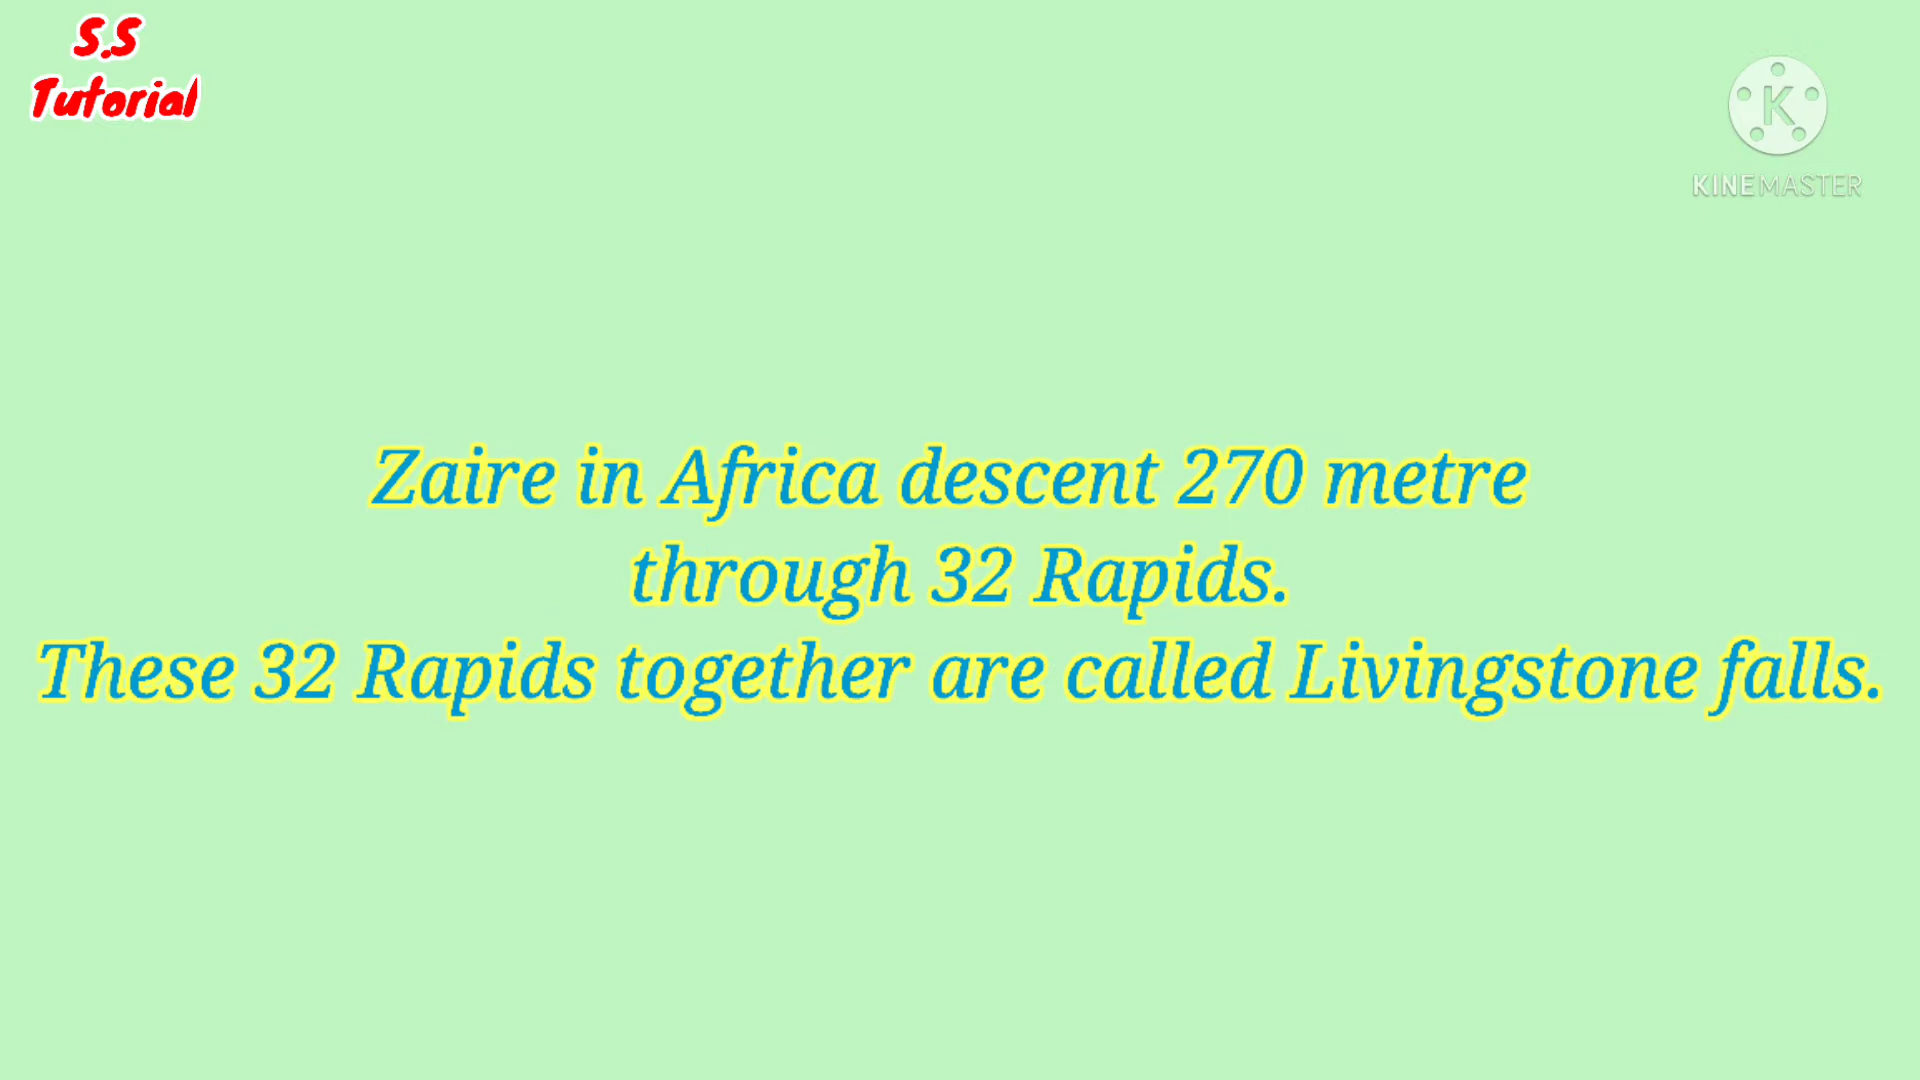 S.S
Tutorial
K
KINEMASTER
Zaire in Africa descent 270 metre
through 32 Rapids.
These 32 Rapids together are called Livingstone falls.